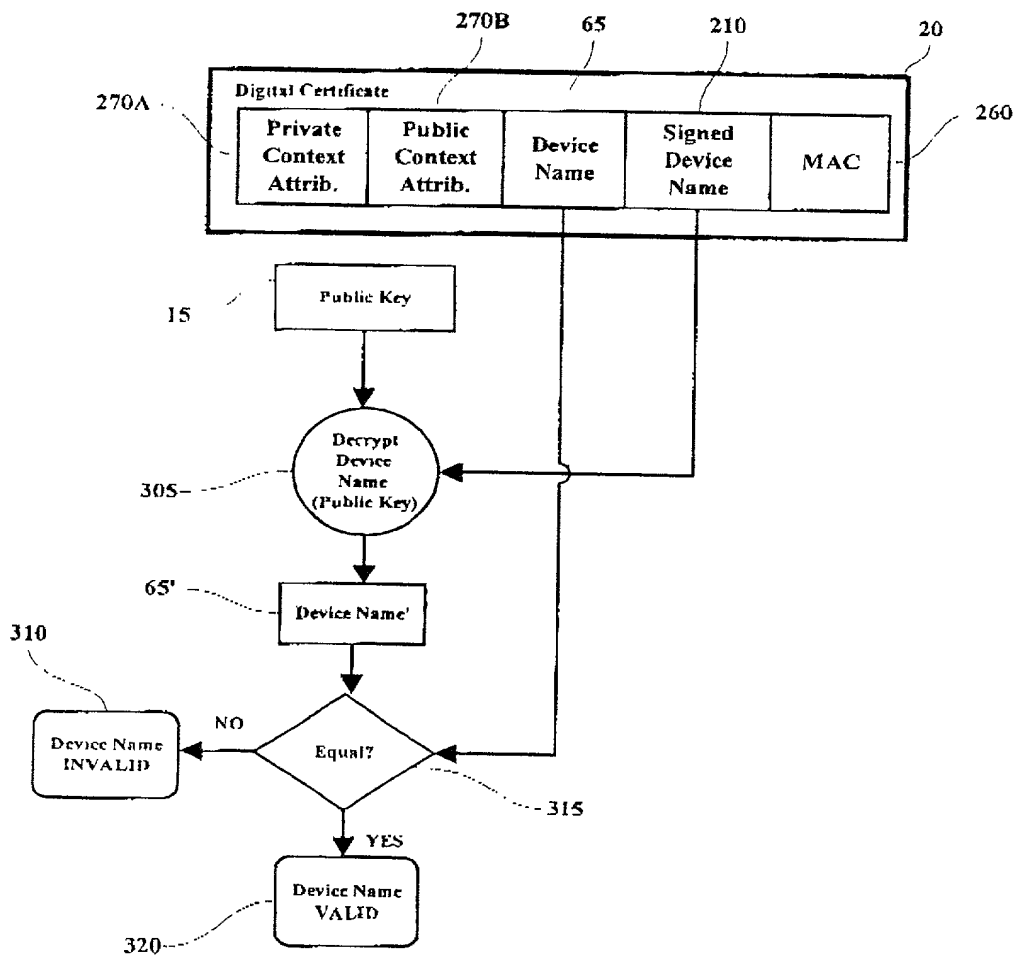 270B
65
210
20
Digital Certificate
270A
Private
Context
Attrib.
Public
Context
Attrib.
Device
Name
Signed
Device
Name
MAC
260
Public Key
15
Decrypt
Device
Name
(Public Key)
305
65'
Device Name'
310
NO
Device Name
INVALID
Equal?
315
YES
Device Name
VALID
320